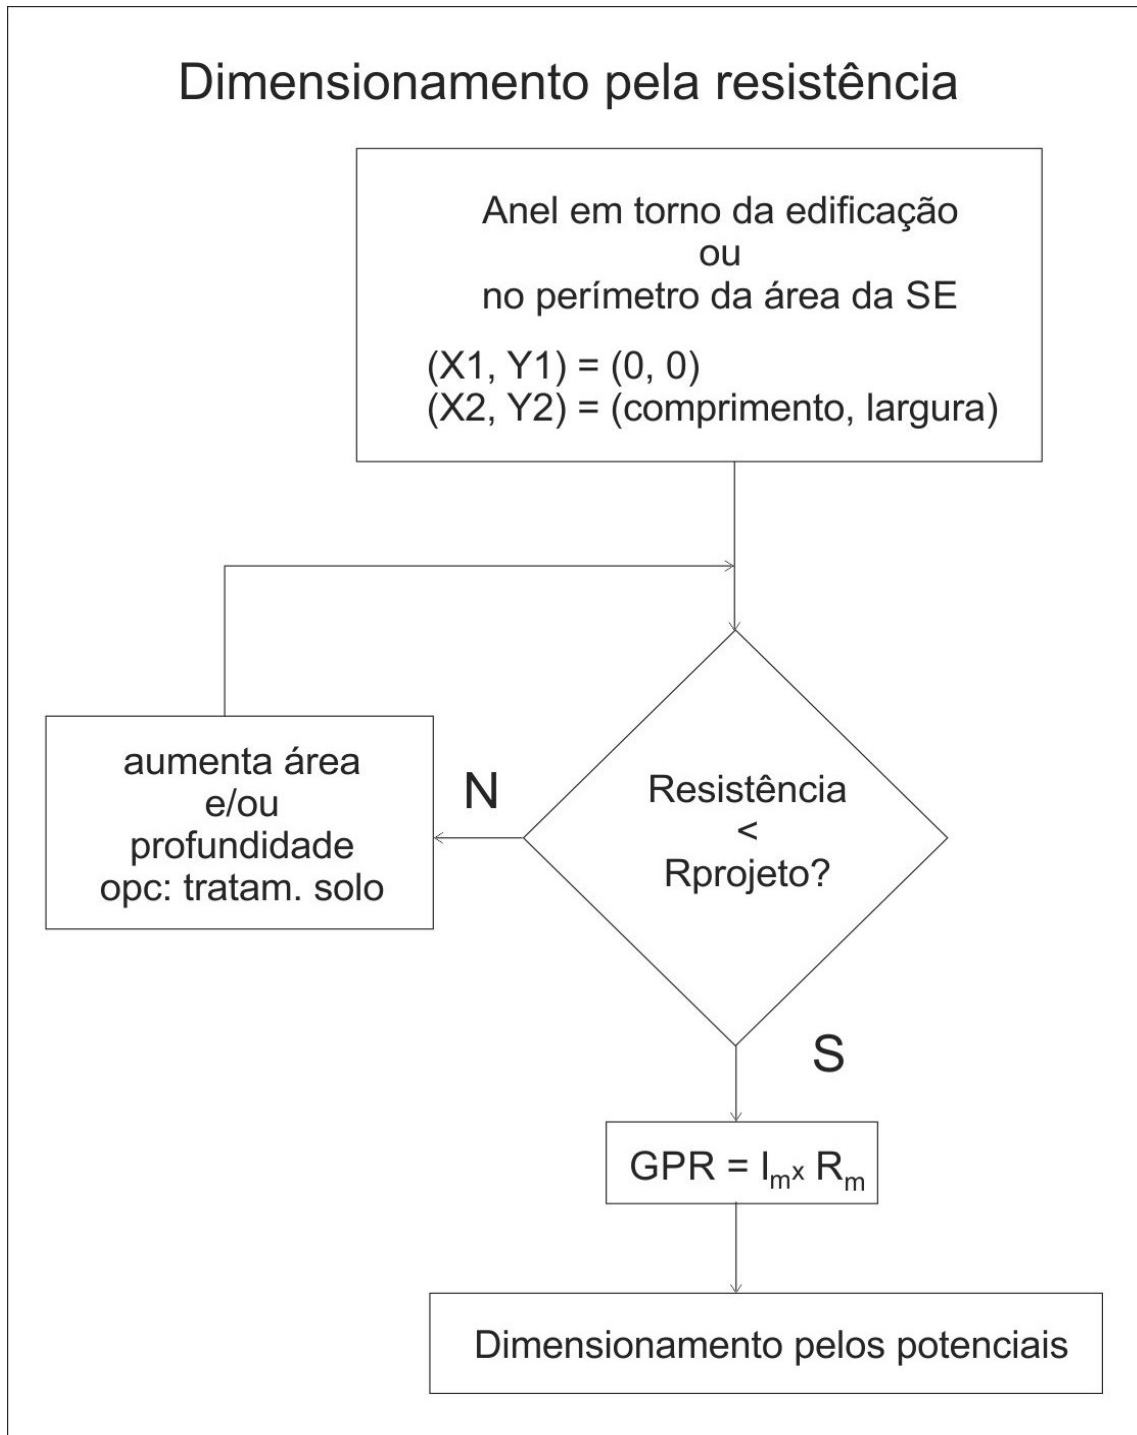 Dimensionamento pela resistência
Anel em torno da edificação
ou
no perímetro da área da SE
(X1, Y1) = (0, 0)
(X2, Y2) = (comprimento, largura)
aumenta área
e/ou
profundidade
opc: tratam. solo
N
Resistência
<
Rprojeto?
S
GPR = Im x Rm
Dimensionamento pelos potenciais